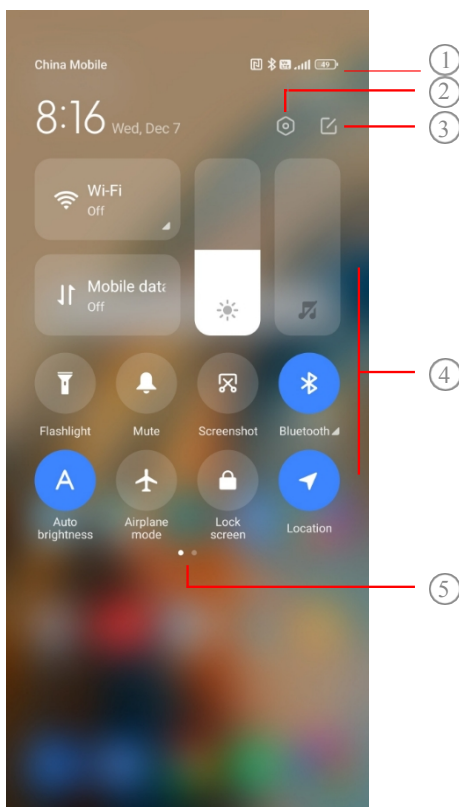 China Mobile 49
①
②
8:16 Wed, Dec 7
③
Wi-Fi
Off
Mobile data
Off
④
Flashlight Mute Screenshot Bluetooth
A
Auto brightness Airplane mode Lock screen Location
⑤